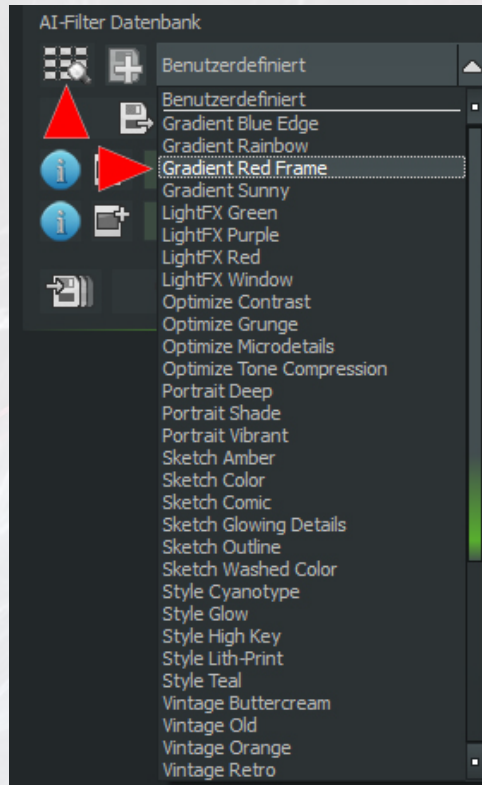 AI-Filter Datenbank
Benutzerdefiniert
Benutzerdefiniert
Gradient Blue Edge
Gradient Rainbow
Gradient Red Frame
Gradient Sunny
LightFX Green
LightFX Purple
LightFX Red
LightFX Window
Optimize Contrast
Optimize Grunge
Optimize Microdetails
Optimize Tone Compression
Portrait Deep
Portrait Shade
Portrait Vibrant
Sketch Amber
Sketch Color
Sketch Comic
Sketch Glowing Details
Sketch Outline
Sketch Washed Color
Style Cyanotype
Style Glow
Style High Key
Style Lith-Print
Style Teal
Vintage Buttercream
Vintage Old
Vintage Orange
Vintage Retro